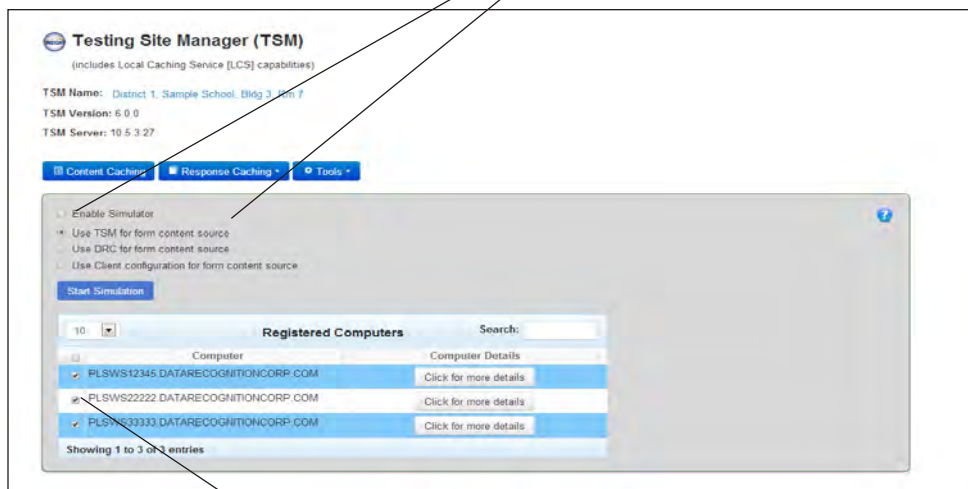 Testing Site Manager (TSM)
(includes Local Caching Service [LCS] capabilities)
TSM Name: District 1, Sample School, Bldg 3, Rm 7
TSM Version: 6.0.0
TSM Server: 10.5.3.27
Content Caching Response Caching Tools
Enable Simulator
Use TSM for form content source
Use DRC for form content source
Use Client configuration for form content source
Start Simulation
10 Registered Computers Search:
Computer Computer Details
PLSWS12345.DATARECOGNITIONCORP.COM Click for more details
PLSWS22222.DATARECOGNITIONCORP.COM Click for more details
PLSWS33333.DATARECOGNITIONCORP.COM Click for more details
Showing 1 to 3 of 3 entries